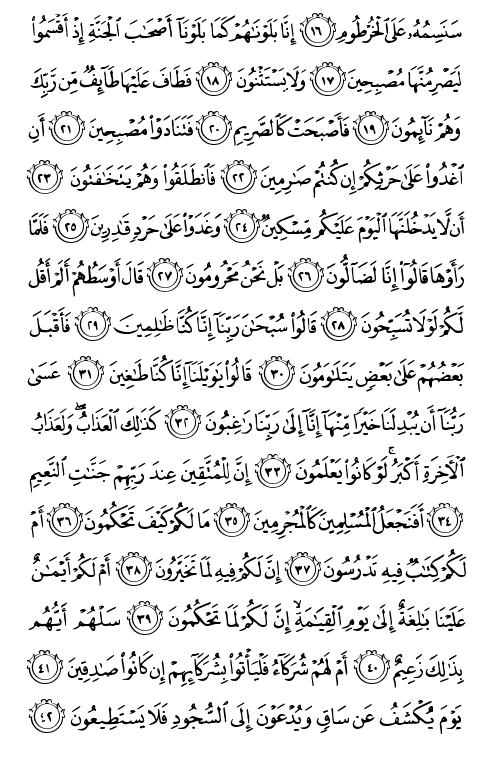 سَنَسِمُهُۥ عَلَى ٱلْخُرْطُومِ ﴿١٦﴾ إِنَّا بَلَوْنَٰهُمْ كَمَا بَلَوْنَآ أَصْحَٰبَ ٱلْجَنَّةِ إِذْ أَقْسَمُوا۟
لَيَصْرِمُنَّهَا مُصْبِحِينَ ﴿١٧﴾ وَلَا يَسْتَثْنُونَ ﴿١٨﴾ فَطَافَ عَلَيْهَا طَآئِفٌ مِّن رَّبِّكَ
وَهُمْ نَآئِمُونَ ﴿١٩﴾ فَأَصْبَحَتْ كَٱلصَّرِيمِ ﴿٢٠﴾ فَتَنَادَوْا۟ مُصْبِحِينَ ﴿٢١﴾ أَنِ
ٱغْدُوا۟ عَلَىٰ حَرْثِكُمْ إِن كُنتُمْ صَٰرِمِينَ ﴿٢٢﴾ فَٱنطَلَقُوا۟ وَهُمْ يَتَخَٰفَتُونَ ﴿٢٣﴾
أَن لَّا يَدْخُلَنَّهَا ٱلْيَوْمَ عَلَيْكُم مِّسْكِينٌ ﴿٢٤﴾ وَغَدَوْا۟ عَلَىٰ حَرْدٍ قَٰدِرِينَ ﴿٢٥﴾ فَلَمَّا
رَأَوْهَا قَالُوٓا۟ إِنَّا لَضَآلُّونَ ﴿٢٦﴾ بَلْ نَحْنُ مَحْرُومُونَ ﴿٢٧﴾ قَالَ أَوْسَطُهُمْ أَلَمْ أَقُل
لَّكُمْ لَوْلَا تُسَبِّحُونَ ﴿٢٨﴾ قَالُوا۟ سُبْحَٰنَ رَبِّنَآ إِنَّا كُنَّا ظَٰلِمِينَ ﴿٢٩﴾ فَأَقْبَلَ
بَعْضُهُمْ عَلَىٰ بَعْضٍ يَتَلَٰوَمُونَ ﴿٣٠﴾ قَالُوا۟ يَٰوَيْلَنَآ إِنَّا كُنَّا طَٰغِينَ ﴿٣١﴾ عَسَىٰ
رَبُّنَآ أَن يُبْدِلَنَا خَيْرًا مِّنْهَآ إِنَّآ إِلَىٰ رَبِّنَا رَٰغِبُونَ ﴿٣٢﴾ كَذَٰلِكَ ٱلْعَذَابُ ۖ وَلَعَذَابُ
ٱلْءَاخِرَةِ أَكْبَرُ ۚ لَوْ كَانُوا۟ يَعْلَمُونَ ﴿٣٣﴾ إِنَّ لِلْمُتَّقِينَ عِندَ رَبِّهِمْ جَنَّٰتِ ٱلنَّعِيمِ
﴿٣٤﴾ أَفَنَجْعَلُ ٱلْمُسْلِمِينَ كَٱلْمُجْرِمِينَ ﴿٣٥﴾ مَا لَكُمْ كَيْفَ تَحْكُمُونَ ﴿٣٦﴾ أَمْ
لَكُمْ كِتَٰبٌ فِيهِ تَدْرُسُونَ ﴿٣٧﴾ إِنَّ لَكُمْ فِيهِ لَمَا تَخَيَّرُونَ ﴿٣٨﴾ أَمْ لَكُمْ أَيْمَٰنٌ
عَلَيْنَا بَٰلِغَةٌ إِلَىٰ يَوْمِ ٱلْقِيَٰمَةِ ۙ إِنَّ لَكُمْ لَمَا تَحْكُمُونَ ﴿٣٩﴾ سَلْهُمْ أَيُّهُم
بِذَٰلِكَ زَعِيمٌ ﴿٤٠﴾ أَمْ لَهُمْ شُرَكَآءُ فَلْيَأْتُوا۟ بِشُرَكَآئِهِمْ إِن كَانُوا۟ صَٰدِقِينَ ﴿٤١﴾
يَوْمَ يُكْشَفُ عَن سَاقٍ وَيُدْعَوْنَ إِلَى ٱلسُّجُودِ فَلَا يَسْتَطِيعُونَ ﴿٤٢﴾